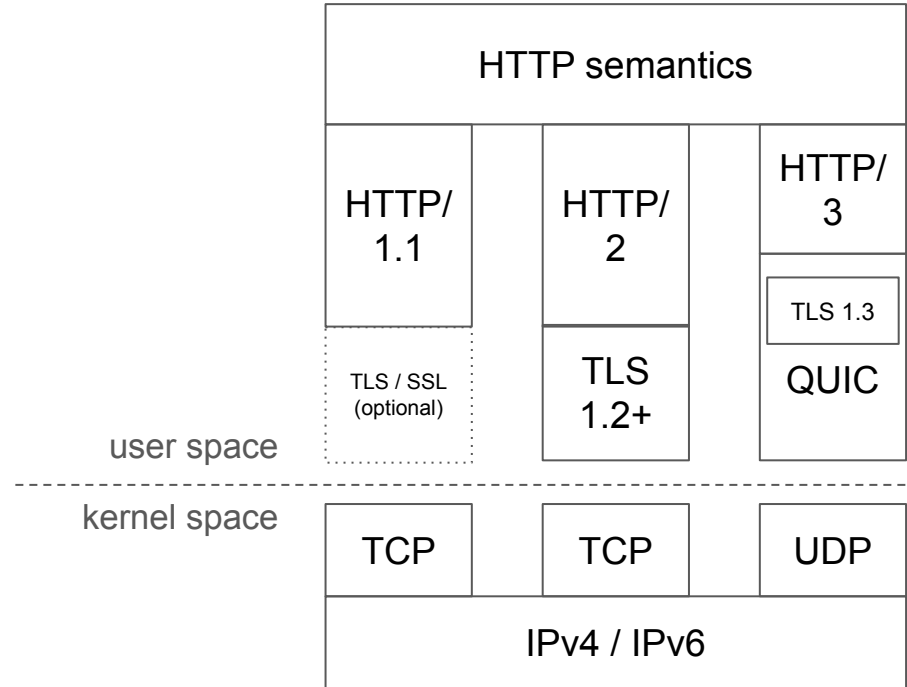 HTTP semantics
HTTP/
1.1
HTTP/
2
HTTP/
3
TLS / SSL
(optional)
TLS
1.2+
TLS 1.3
QUIC
user space
kernel space
TCP
TCP
UDP
IPv4 / IPv6